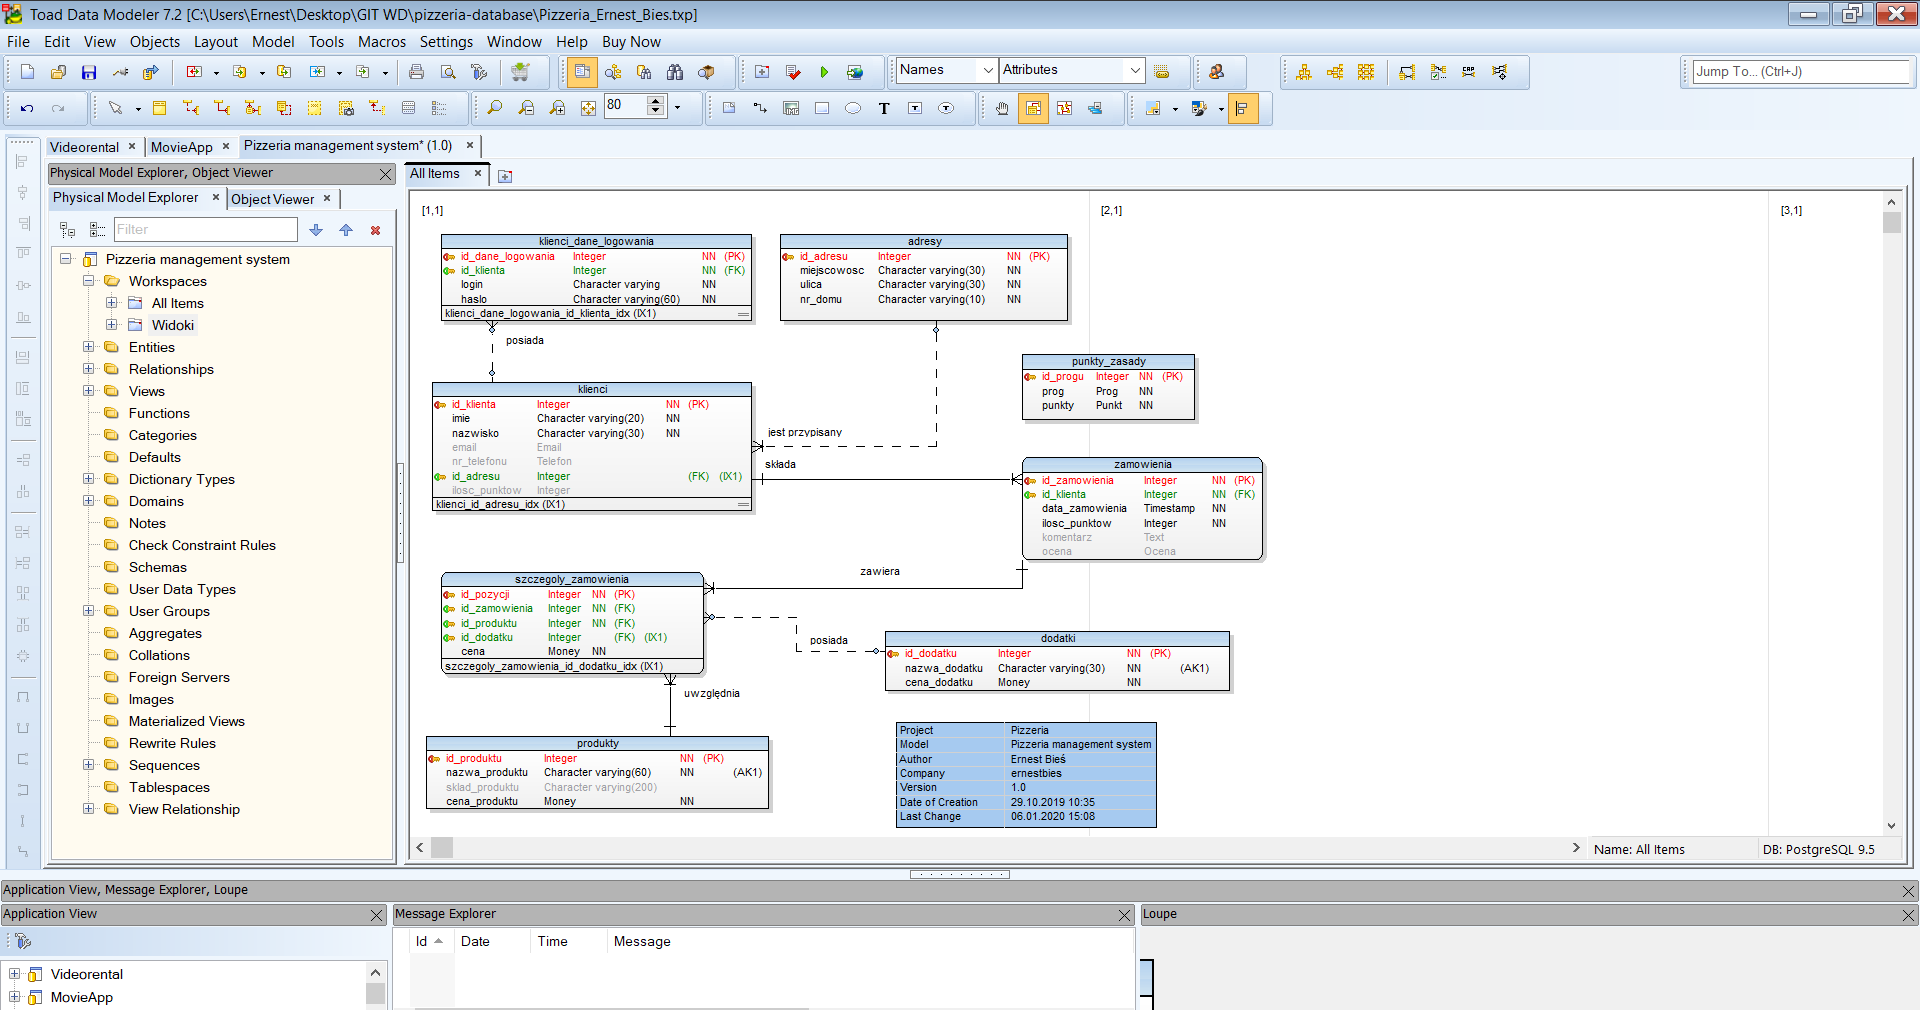 Toad Data Modeler 7.2 [C:\Users\Ernest\Desktop\GIT WD\pizzeria-database\Pizzeria_Ernest_Bies.txp]
File Edit View Objects Layout Model Tools Macros Settings Window Help Buy Now
Names Attributes Jump To... (Ctrl+J)
80
Videorental MovieApp Pizzeria management system* (1.0)
Physical Model Explorer, Object Viewer
Physical Model Explorer Object Viewer
Filter
Pizzeria management system
Workspaces
All Items
Widoki
Entities
Relationships
Views
Functions
Categories
Defaults
Dictionary Types
Domains
Notes
Check Constraint Rules
Schemas
User Data Types
User Groups
Aggregates
Collations
Foreign Servers
Images
Materialized Views
Rewrite Rules
Sequences
Tablespaces
View Relationship
All Items
[1,1] [2,1] [3,1]
klienci_dane_logowania
id_dane_logowania Integer NN (PK)
id_klienta Integer NN (FK)
login Character varying NN
haslo Character varying(60) NN
klienci_dane_logowania_id_klienta_idx (IX1)
adresy
id_adresu Integer NN (PK)
miejscowosc Character varying(30) NN
ulica Character varying(30) NN
nr_domu Character varying(10) NN
posiada
punkty_zasady
id_progu Integer NN (PK)
prog Prog NN
punkty Punkt NN
klienci
id_klienta Integer NN (PK)
imie Character varying(20) NN
nazwisko Character varying(30) NN
email Email
nr_telefonu Telefon
id_adresu Integer (FK) (IX1)
ilosc_punktow Integer
klienci_id_adresu_idx (IX1)
jest przypisany
składa
zamowienia
id_zamowienia Integer NN (PK)
id_klienta Integer NN (FK)
data_zamowienia Timestamp NN
ilosc_punktow Integer NN
komentarz Text
ocena Ocena
zawiera
szczegoly_zamowienia
id_pozycji Integer NN (PK)
id_zamowienia Integer NN (FK)
id_produktu Integer NN (FK)
id_dodatku Integer (FK) (IX1)
cena Money NN
szczegoly_zamowienia_id_dodatku_idx (IX1)
posiada
dodatki
id_dodatku Integer NN (PK)
nazwa_dodatku Character varying(30) NN (AK1)
cena_dodatku Money NN
uwzględnia
produkty
id_produktu Integer NN (PK)
nazwa_produktu Character varying(60) NN (AK1)
sklad_produktu Character varying(200)
cena_produktu Money NN
Project Pizzeria
Model Pizzeria management system
Author Ernest Bieś
Company ernestbies
Version 1.0
Date of Creation 29.10.2019 10:35
Last Change 06.01.2020 15:08
Name: All Items DB: PostgreSQL 9.5
Application View, Message Explorer, Loupe
Application View Message Explorer Loupe
Id Date Time Message
Videorental
MovieApp